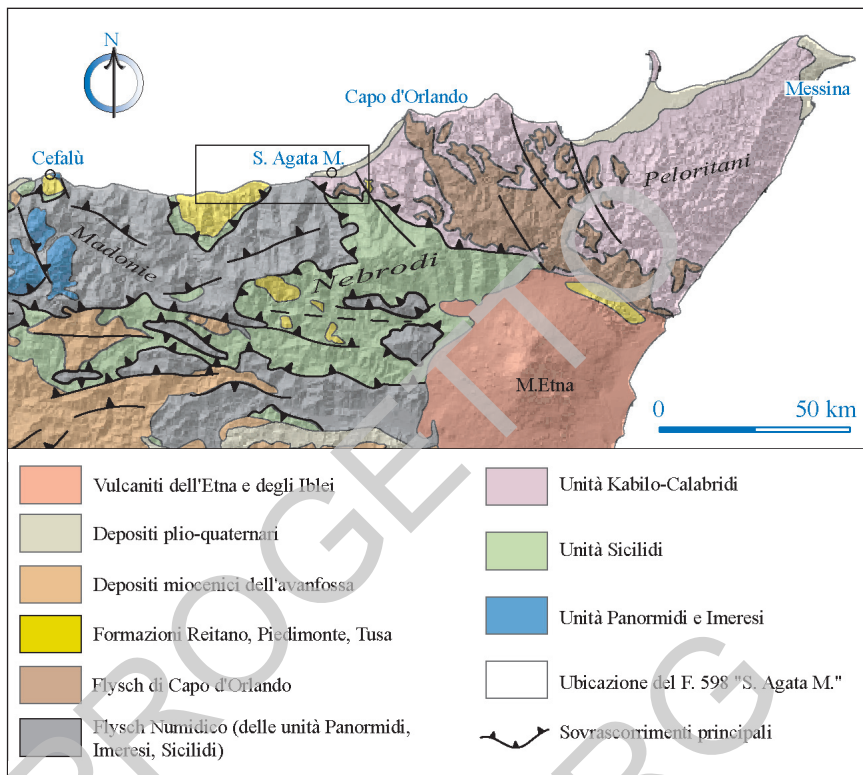 N
Messina
Capo d'Orlando
S. Agata M.
Cefalù
Peloritani
Madonie
Nebrodi
M.Etna
0 50 km
Vulcaniti dell'Etna e degli Iblei
Depositi plio-quaternari
Depositi miocenici dell'avanfossa
Formazioni Reitano, Piedimonte, Tusa
Flysch di Capo d'Orlando
Flysch Numidico (delle unità Panormidi,
Imeresi, Sicilidi)
Unità Kabilo-Calabridi
Unità Sicilidi
Unità Panormidi e Imeresi
Ubicazione del F. 598 "S. Agata M."
Sovrascorrimenti principali
PROGETTO
RG